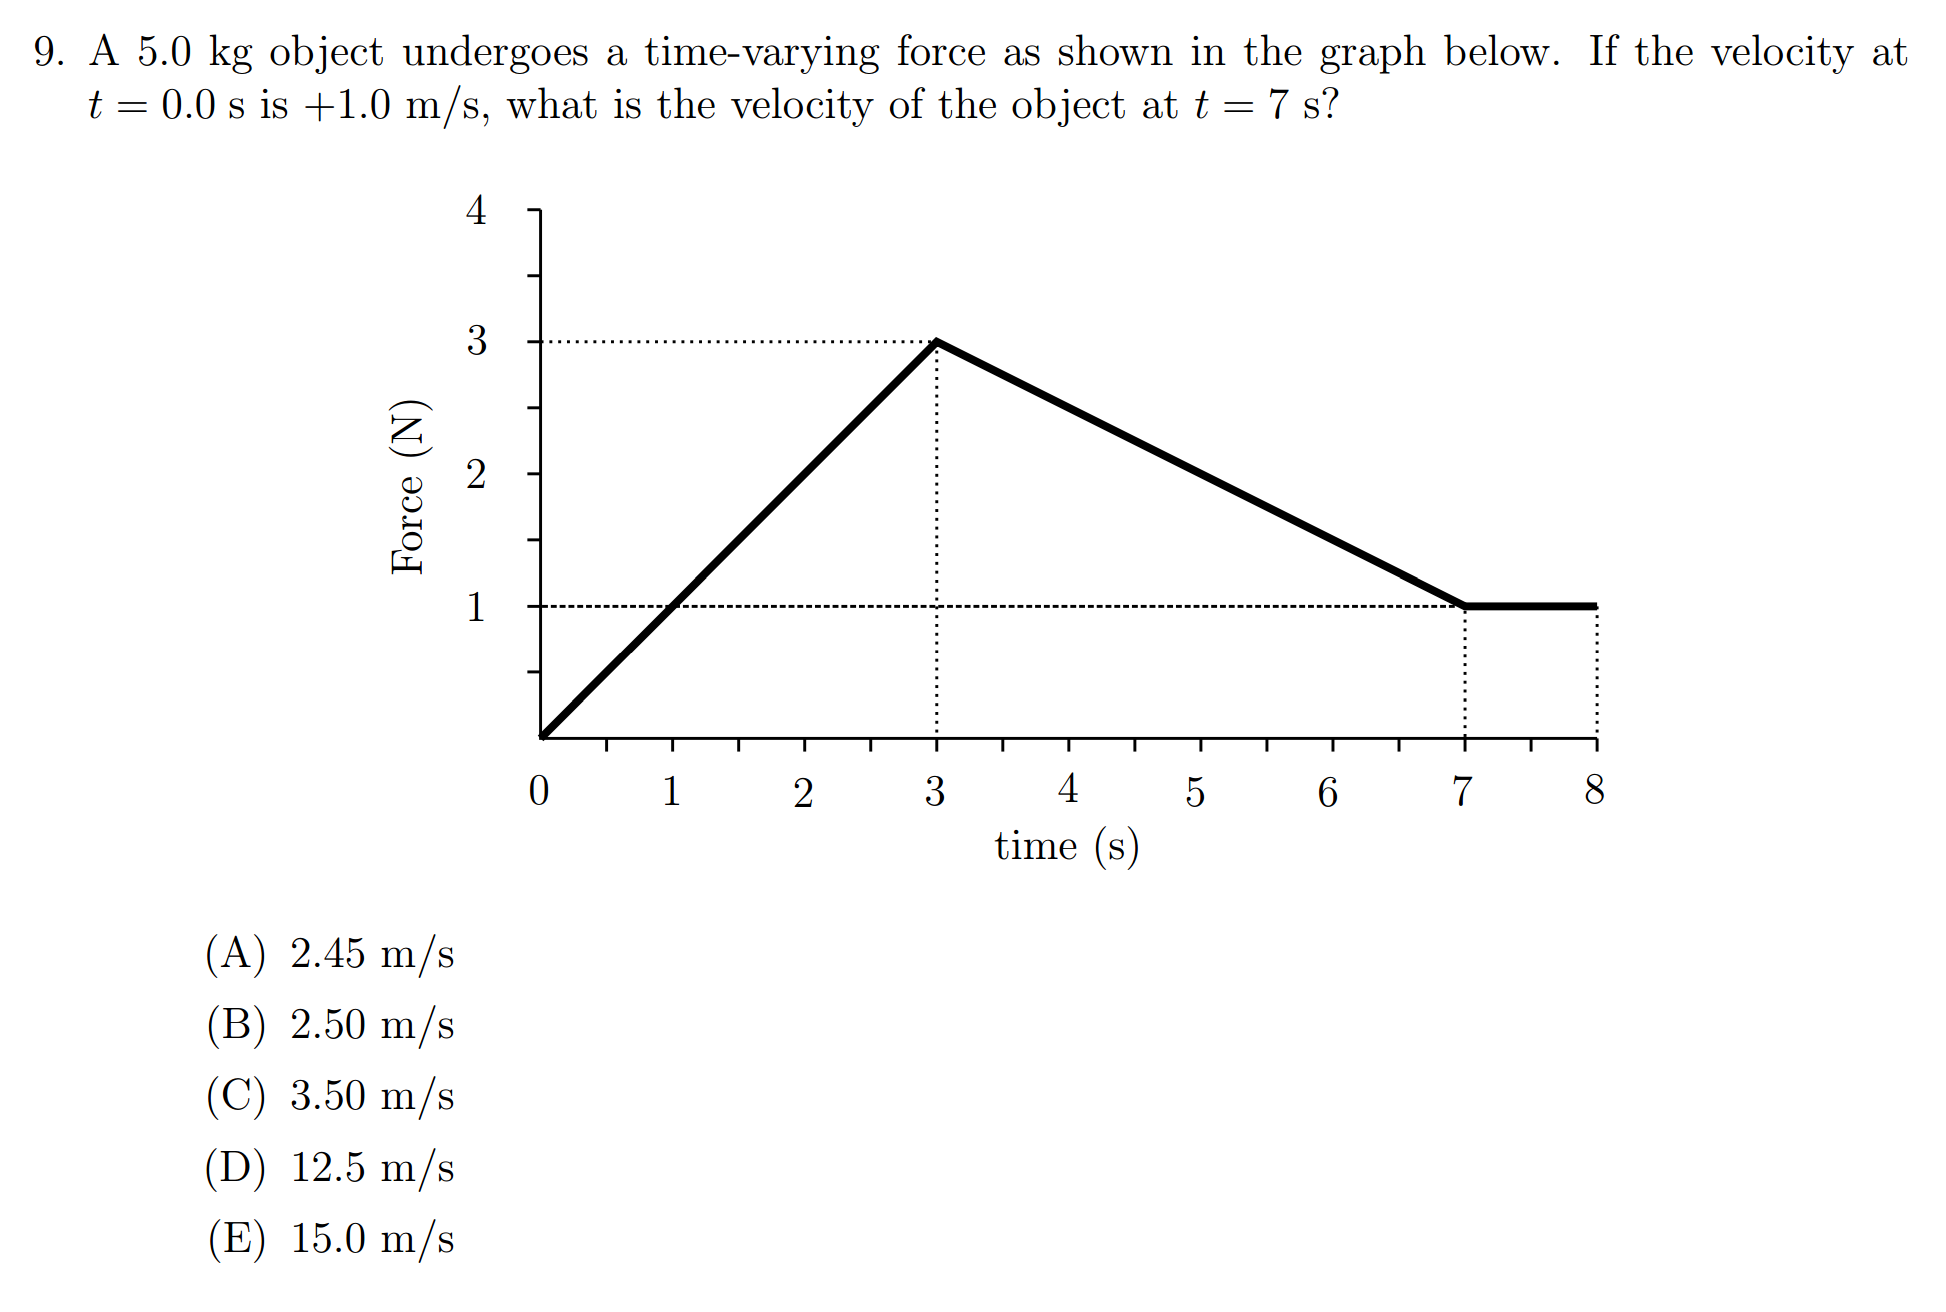 9. A 5.0 kg object undergoes a time-varying force as shown in the graph below. If the velocity at
t = 0.0 s is +1.0 m/s, what is the velocity of the object at t = 7 s?
4
3
2
1
Force (N)
0 1 2 3 4 5 6 7 8
time (s)
(A) 2.45 m/s
(B) 2.50 m/s
(C) 3.50 m/s
(D) 12.5 m/s
(E) 15.0 m/s